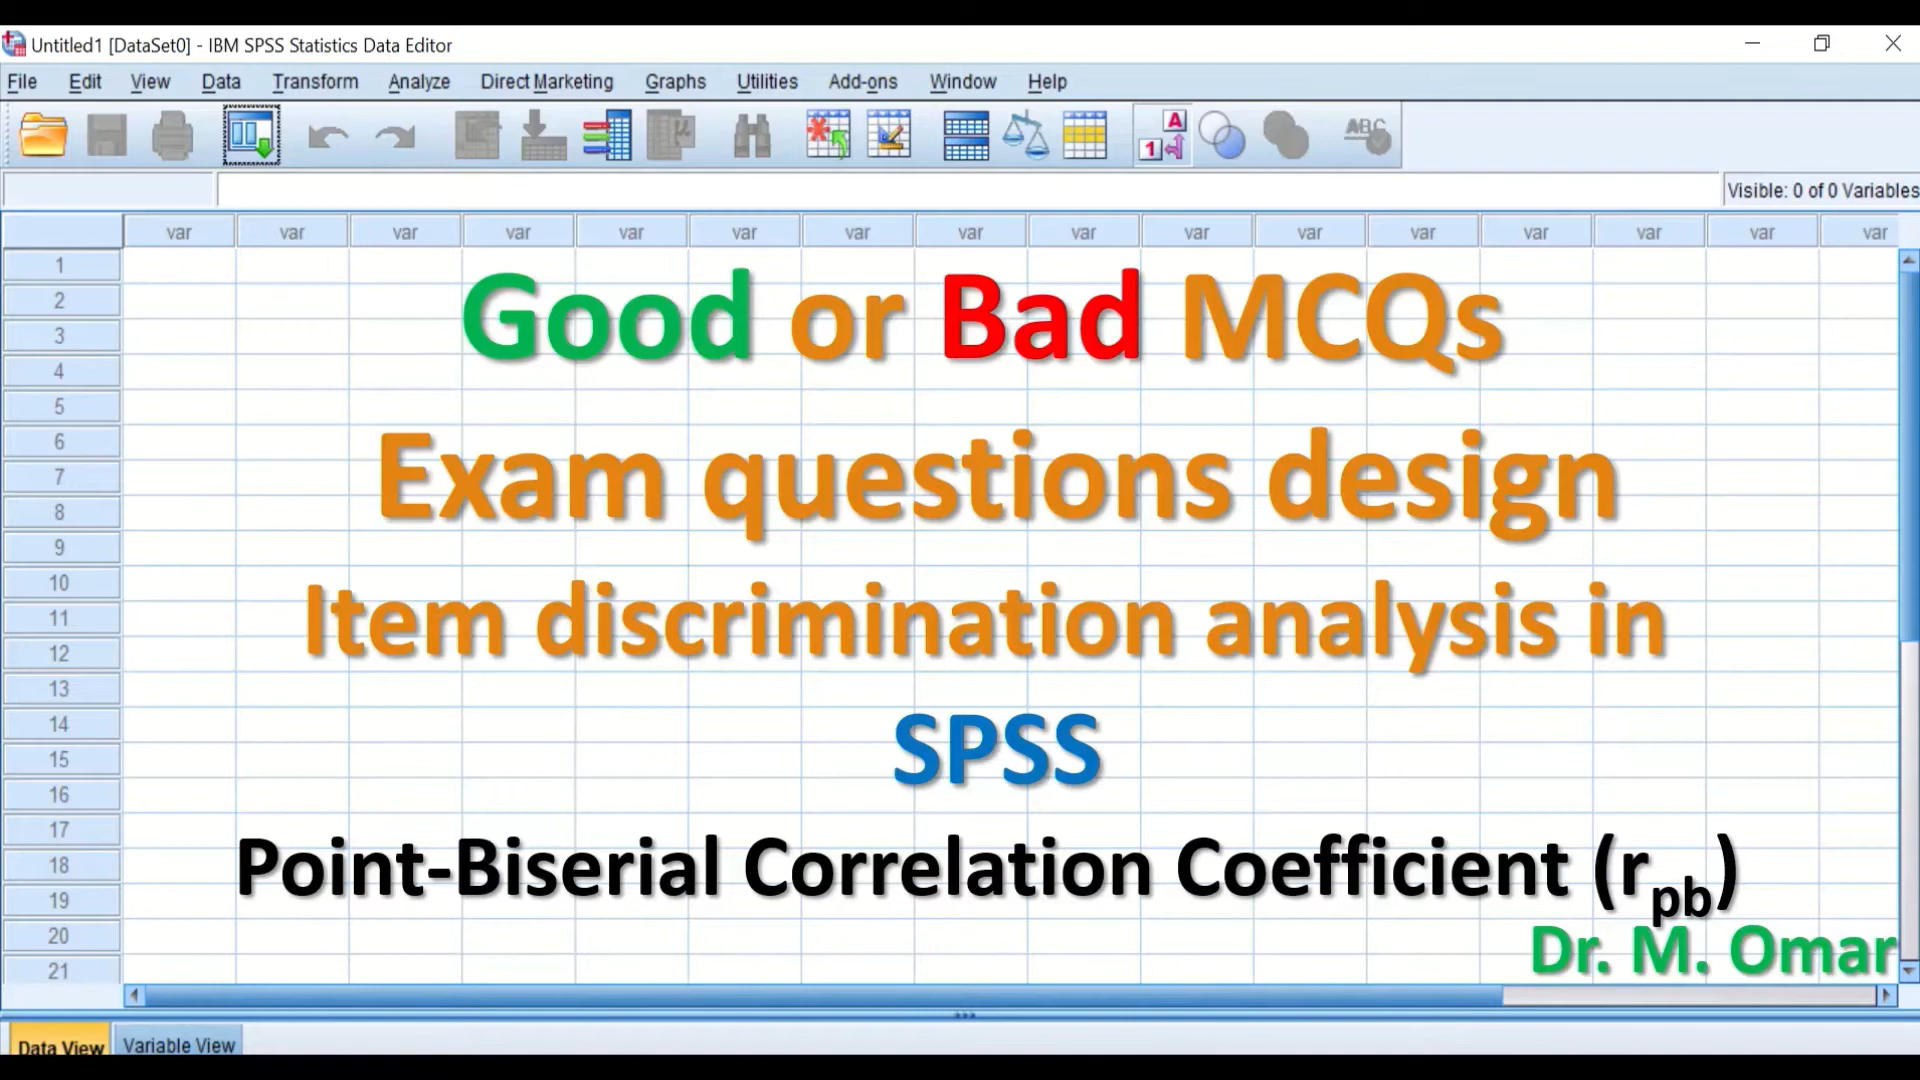 Untitled1 [DataSet0] - IBM SPSS Statistics Data Editor
File Edit View Data Transform Analyze Direct Marketing Graphs Utilities Add-ons Window Help
A
1
ABC
Visible: 0 of 0 Variables
var var var var var var var var var var var var var var var var
1
2
3
4
5
6
7
8
9
10
11
12
13
14
15
16
17
18
19
20
21
Good or Bad MCQs
Exam questions design
Item discrimination analysis in
SPSS
Point-Biserial Correlation Coefficient (rpb)
Dr. M. Omar
Data View Variable View